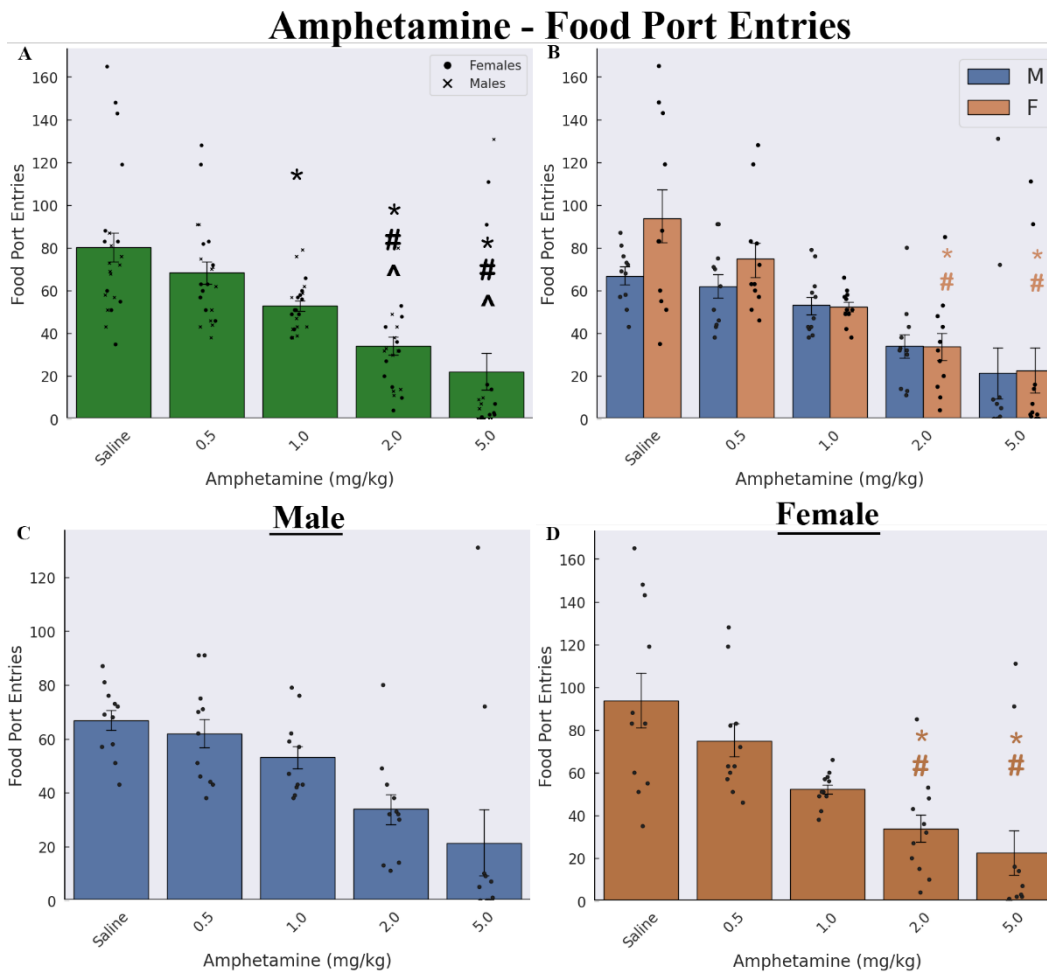 Amphetamine - Food Port Entries
A
Females
Males
160
140
120
100
80
60
40
20
0
Food Port Entries
*
*
#
^
*
#
^
Saline
0.5
1.0
2.0
5.0
Amphetamine (mg/kg)
B
M
F
160
140
120
100
80
60
40
20
0
Food Port Entries
*
#
*
#
Saline
0.5
1.0
2.0
5.0
Amphetamine (mg/kg)
Male
C
120
100
80
60
40
20
0
Food Port Entries
Saline
0.5
1.0
2.0
5.0
Amphetamine (mg/kg)
Female
D
160
140
120
100
80
60
40
20
0
Food Port Entries
*
#
*
#
Saline
0.5
1.0
2.0
5.0
Amphetamine (mg/kg)